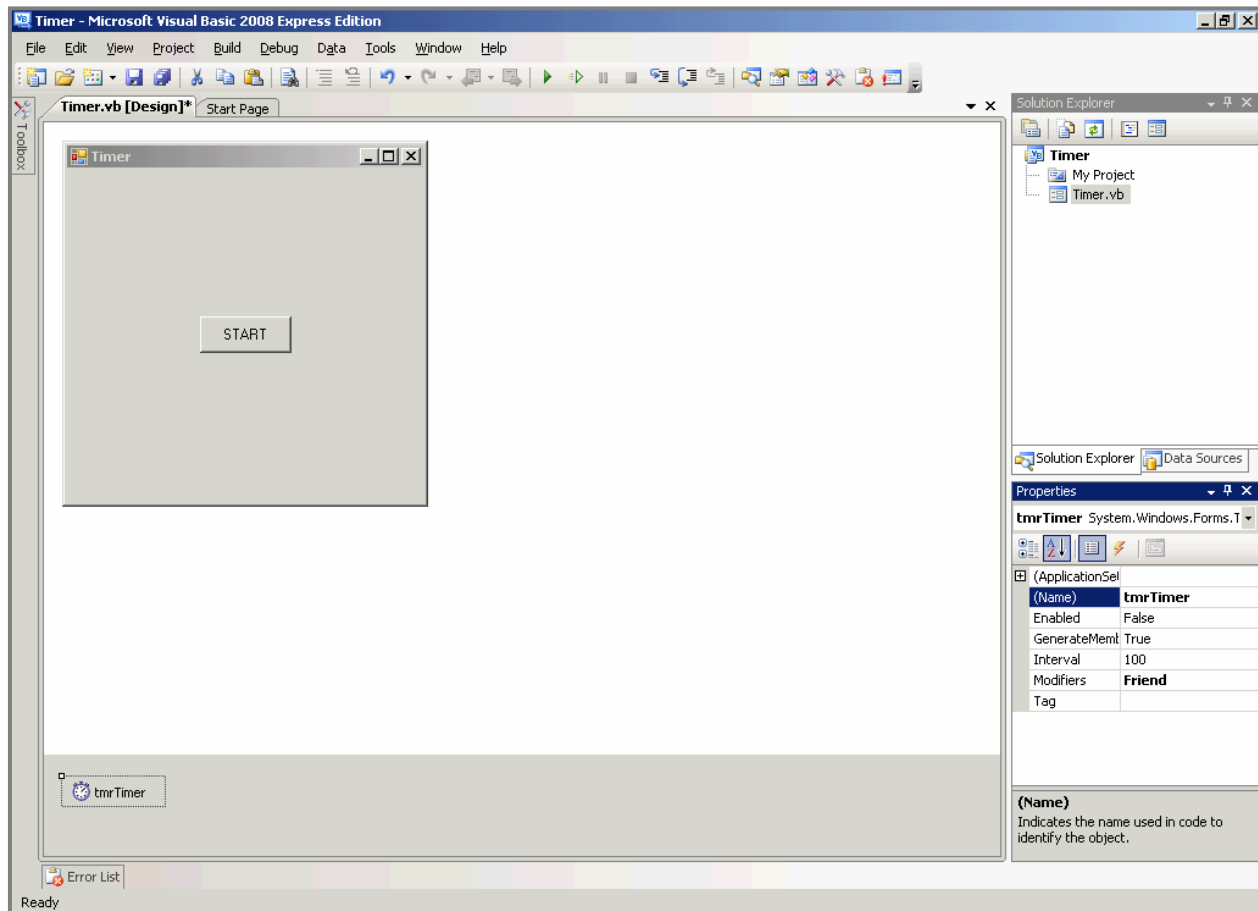 Timer - Microsoft Visual Basic 2008 Express Edition
File Edit View Project Build Debug Data Tools Window Help
Toolbox
Timer.vb [Design]* Start Page
Timer
START
tmrTimer
Error List
Ready
Solution Explorer
Timer
My Project
Timer.vb
Solution Explorer Data Sources
Properties
tmrTimer System.Windows.Forms.T
(ApplicationSel
(Name) tmrTimer
Enabled False
GenerateMemb True
Interval 100
Modifiers Friend
Tag
(Name)
Indicates the name used in code to
identify the object.